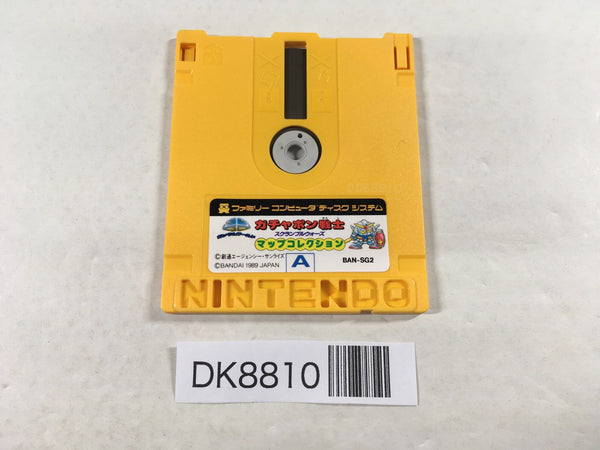 DK8810
ファミリー コンピュータ ディスク システム
ガチャポン戦士
スクランブルウォーズ
マップコレクション
©創通エージェンシー・サンライズ
©BANDAI 1989 JAPAN
A
BAN-SG2
NINTENDO
DK8810